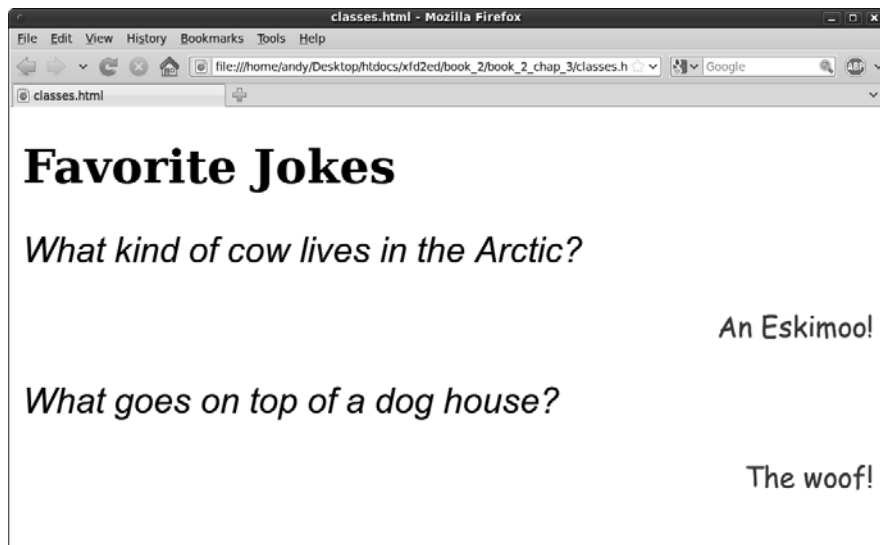 classes.html - Mozilla Firefox
File Edit View History Bookmarks Tools Help
file:///home/andy/Desktop/htdocs/xfd2ed/book_2/book_2_chap_3/classes.h Google ABP
classes.html
Favorite Jokes
What kind of cow lives in the Arctic?
An Eskimoo!
What goes on top of a dog house?
The woof!